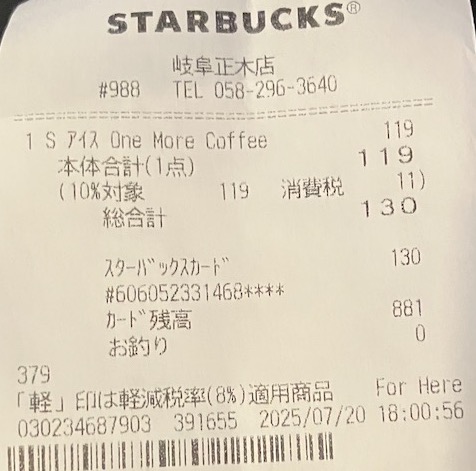 STARBUCKS®
岐阜正木店
#988 TEL 058-296-3640
1 S ｱｲｽ One More Coffee 119
本体合計(1点) 119
(10%対象 119 消費税 11)
総合計 130
ｽﾀｰﾊﾞｯｸｽｶｰﾄﾞ 130
#606052331468****
ｶｰﾄﾞ残高 881
お釣り 0
379
「軽」印は軽減税率(8%)適用商品 For Here
030234687903 391655 2025/07/20 18:00:56